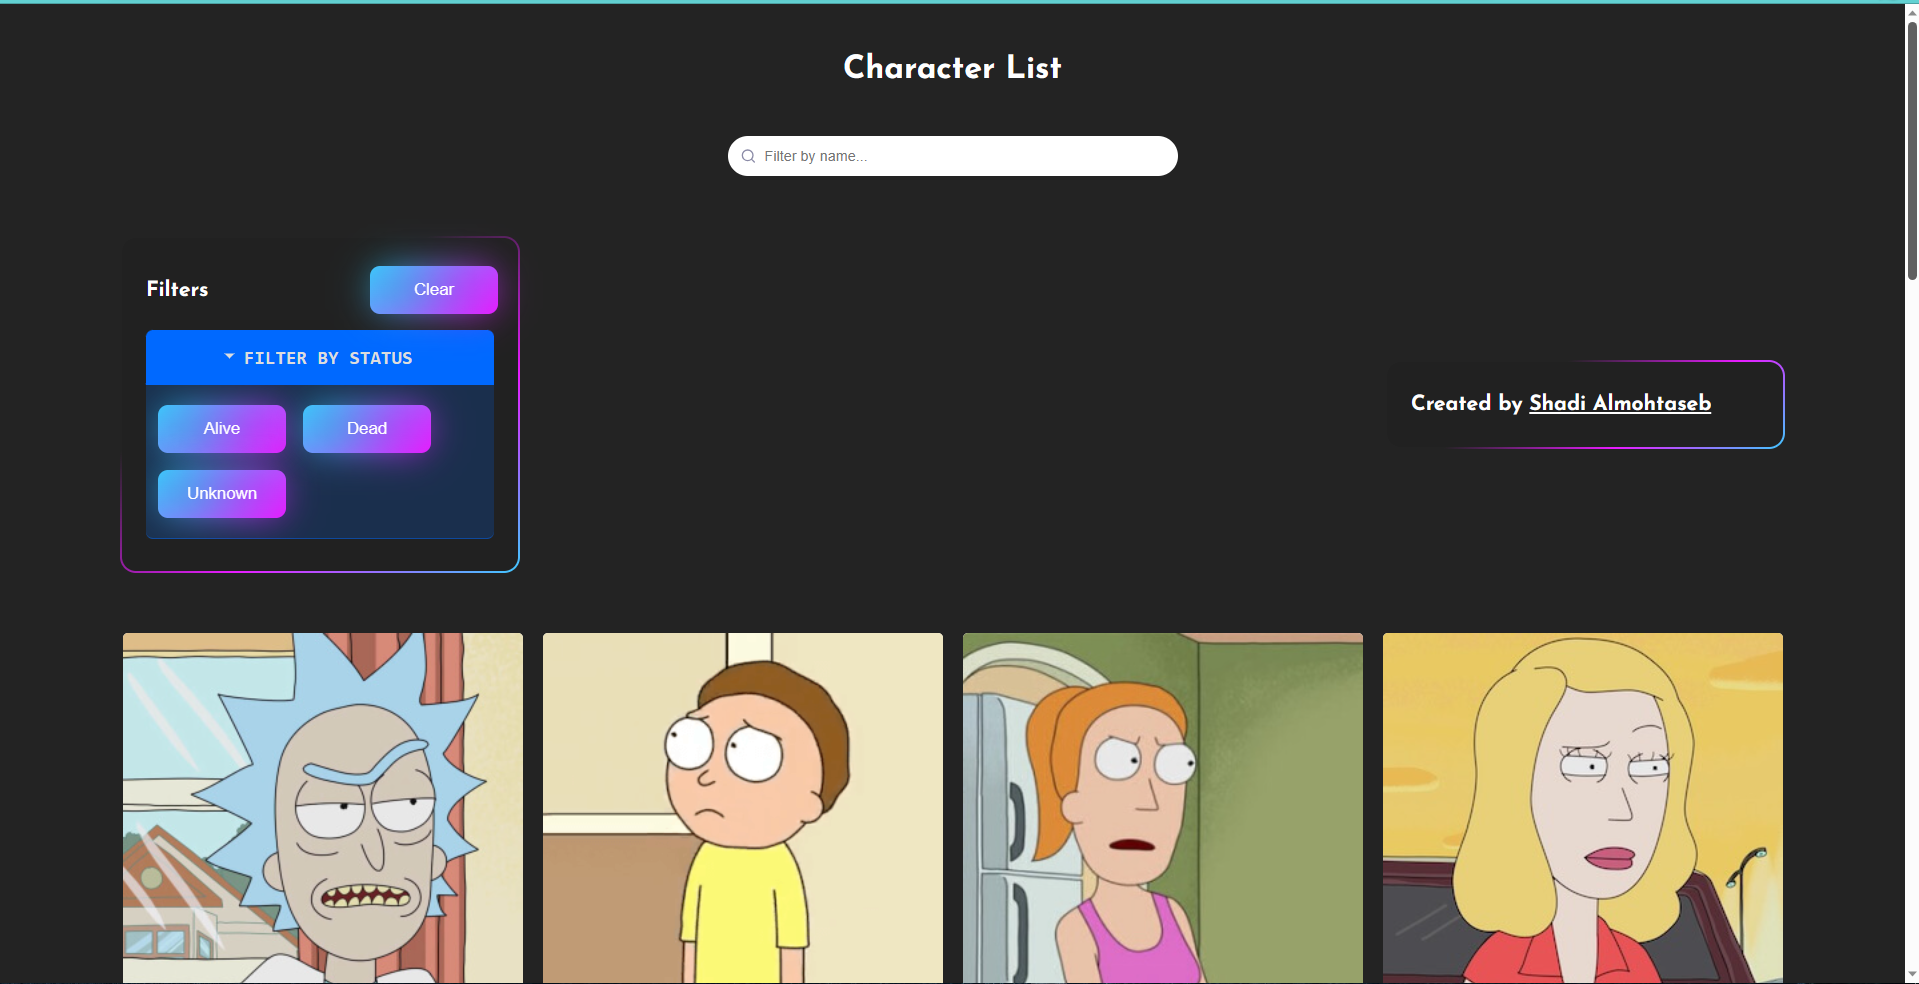 Character List
Filter by name...
Filters
Clear
FILTER BY STATUS
Alive
Dead
Unknown
Created by Shadi Almohtaseb